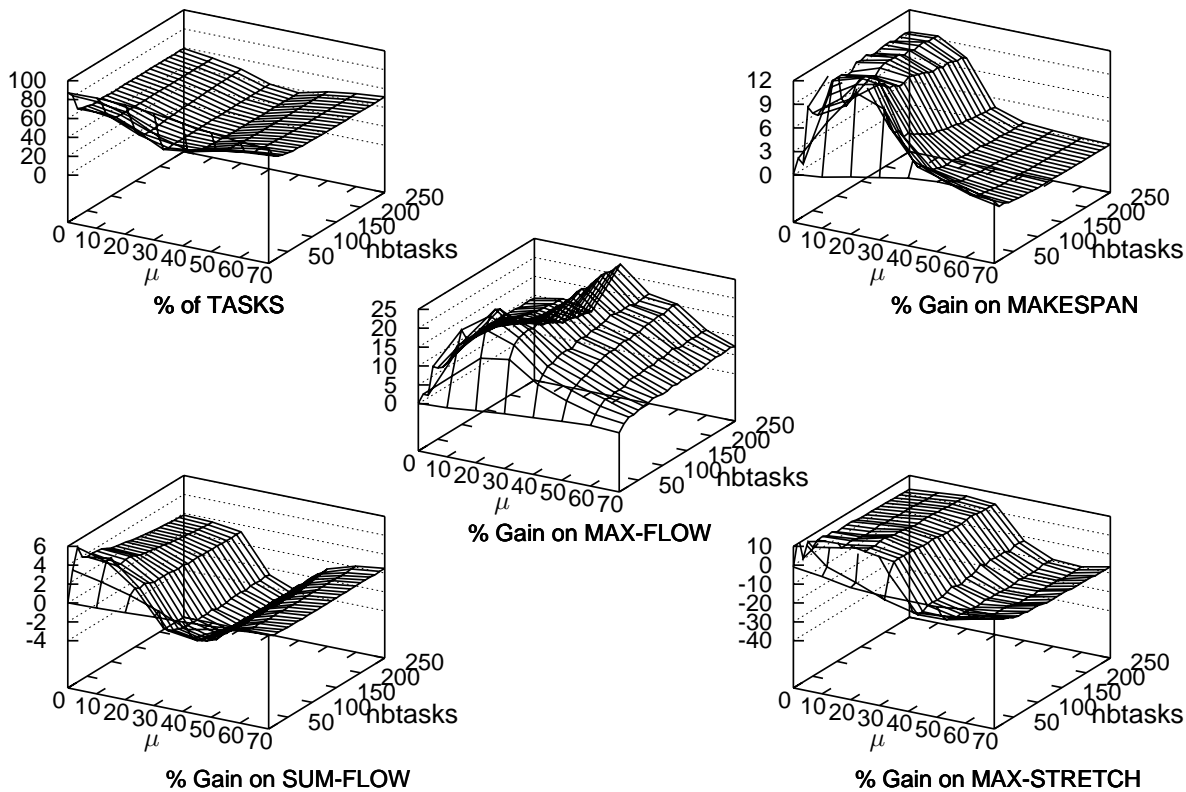 100
80
60
40
20
0
0 10 20 30 40 50 60 70
μ
50 100 150 200 250
nbtasks
% of TASKS
12
9
6
3
0
0 10 20 30 40 50 60 70
μ
50 100 150 200 250
nbtasks
% Gain on MAKESPAN
25
20
15
10
5
0
0 10 20 30 40 50 60 70
μ
50 100 150 200 250
nbtasks
% Gain on MAX-FLOW
6
4
2
0
-2
-4
0 10 20 30 40 50 60 70
μ
50 100 150 200 250
nbtasks
% Gain on SUM-FLOW
10
0
-10
-20
-30
-40
0 10 20 30 40 50 60 70
μ
50 100 150 200 250
nbtasks
% Gain on MAX-STRETCH